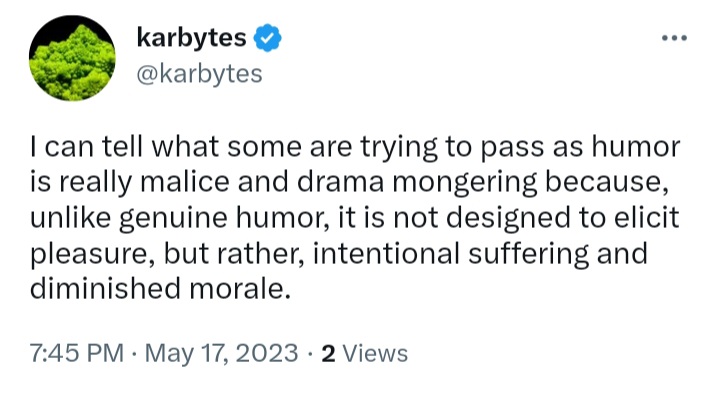 karbytes
@karbytes
I can tell what some are trying to pass as humor
is really malice and drama mongering because,
unlike genuine humor, it is not designed to elicit
pleasure, but rather, intentional suffering and
diminished morale.
7:45 PM · May 17, 2023 · 2 Views